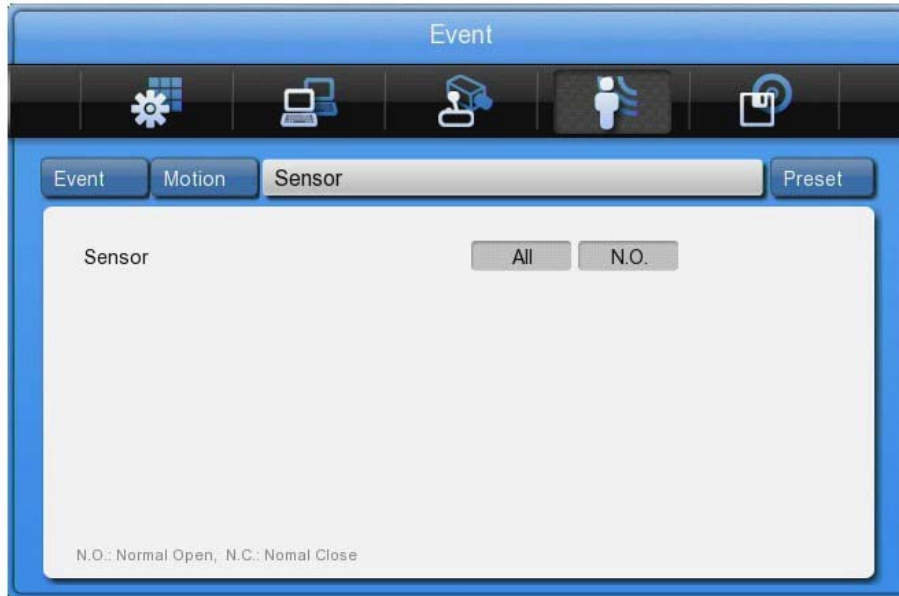 Event
Event Motion Sensor Preset
Sensor All N.O.
N.O.: Normal Open, N.C.: Nomal Close